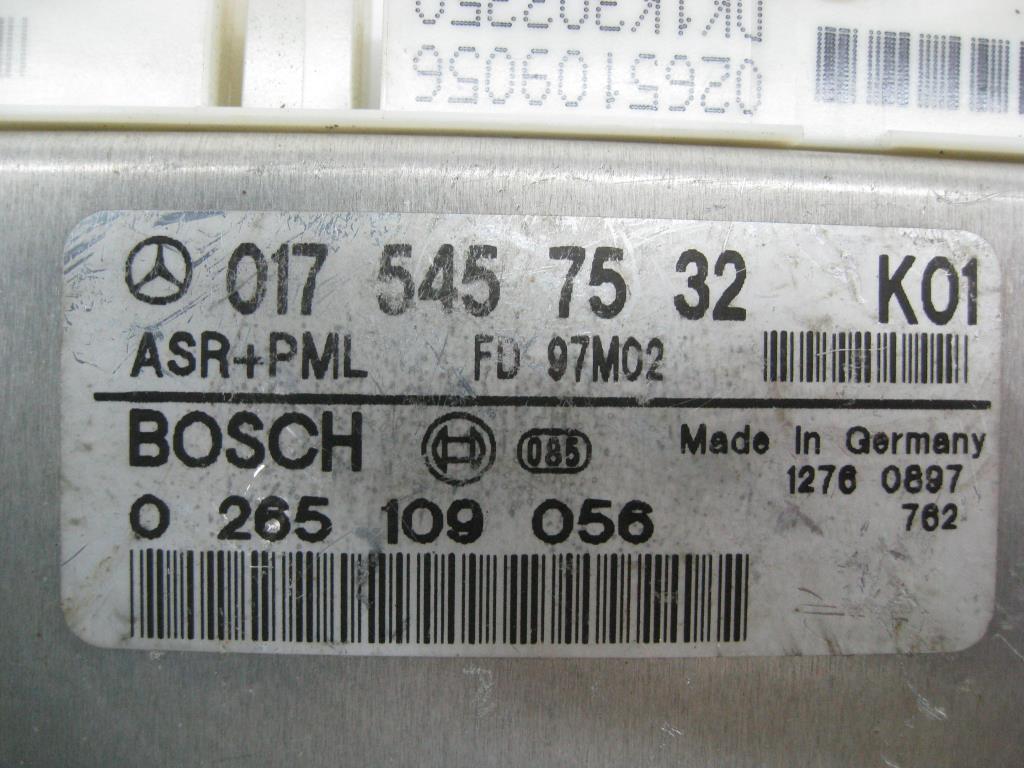 0265109056
017 545 75 32 K01
ASR+PML FD 97M02
BOSCH 085 Made in Germany
1276 0897
0 265 109 056 762